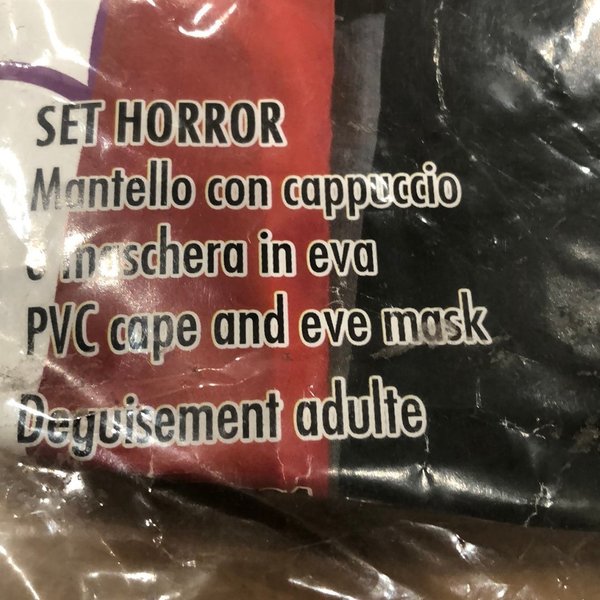 SET HORROR
Mantello con cappuccio
e maschera in eva
PVC cape and eve mask
Deguisement adulte